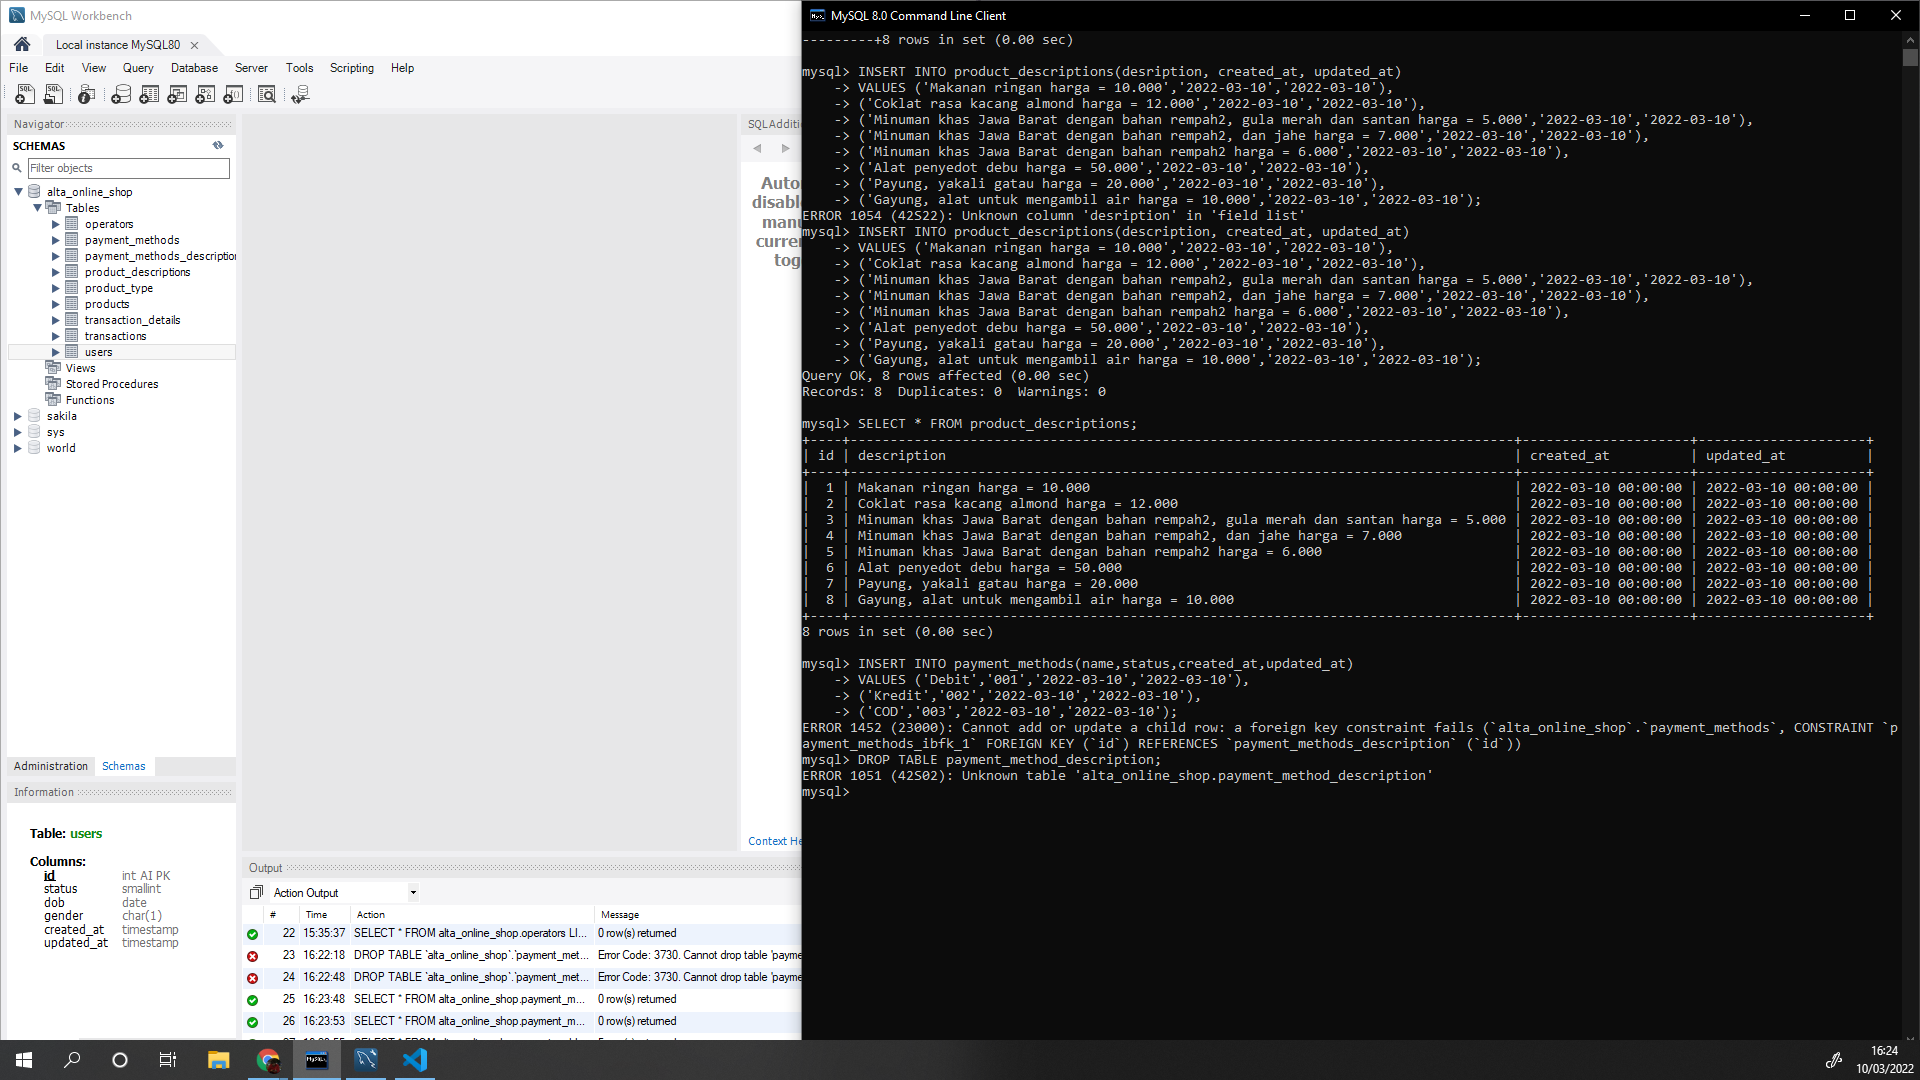 MySQL Workbench
Local instance MySQL80
File Edit View Query Database Server Tools Scripting Help
Navigator
SCHEMAS
Filter objects
alta_online_shop
Tables
operators
payment_methods
payment_methods_description
product_descriptions
product_type
products
transaction_details
transactions
users
Views
Stored Procedures
Functions
sakila
sys
world
Administration Schemas
Information
Table: users
Columns:
id int AI PK
status smallint
dob date
gender char(1)
created_at timestamp
updated_at timestamp
SQLAdditi
Context He
Output
Action Output
# Time Action Message
22 15:35:37 SELECT * FROM alta_online_shop.operators LI... 0 row(s) returned
23 16:22:18 DROP TABLE `alta_online_shop`.`payment_met... Error Code: 3730. Cannot drop table 'payme
24 16:22:48 DROP TABLE `alta_online_shop`.`payment_met... Error Code: 3730. Cannot drop table 'payme
25 16:23:48 SELECT * FROM alta_online_shop.payment_m... 0 row(s) returned
26 16:23:53 SELECT * FROM alta_online_shop.payment_m... 0 row(s) returned
MySQL 8.0 Command Line Client
---------+8 rows in set (0.00 sec)
mysql> INSERT INTO product_descriptions(desription, created_at, updated_at)
-> VALUES ('Makanan ringan harga = 10.000','2022-03-10','2022-03-10'),
-> ('Coklat rasa kacang almond harga = 12.000','2022-03-10','2022-03-10'),
-> ('Minuman khas Jawa Barat dengan bahan rempah2, gula merah dan santan harga = 5.000','2022-03-10','2022-03-10'),
-> ('Minuman khas Jawa Barat dengan bahan rempah2, dan jahe harga = 7.000','2022-03-10','2022-03-10'),
-> ('Minuman khas Jawa Barat dengan bahan rempah2 harga = 6.000','2022-03-10','2022-03-10'),
-> ('Alat penyedot debu harga = 50.000','2022-03-10','2022-03-10'),
-> ('Payung, yakali gatau harga = 20.000','2022-03-10','2022-03-10'),
-> ('Gayung, alat untuk mengambil air harga = 10.000','2022-03-10','2022-03-10');
ERROR 1054 (42S22): Unknown column 'desription' in 'field list'
mysql> INSERT INTO product_descriptions(description, created_at, updated_at)
-> VALUES ('Makanan ringan harga = 10.000','2022-03-10','2022-03-10'),
-> ('Coklat rasa kacang almond harga = 12.000','2022-03-10','2022-03-10'),
-> ('Minuman khas Jawa Barat dengan bahan rempah2, gula merah dan santan harga = 5.000','2022-03-10','2022-03-10'),
-> ('Minuman khas Jawa Barat dengan bahan rempah2, dan jahe harga = 7.000','2022-03-10','2022-03-10'),
-> ('Minuman khas Jawa Barat dengan bahan rempah2 harga = 6.000','2022-03-10','2022-03-10'),
-> ('Alat penyedot debu harga = 50.000','2022-03-10','2022-03-10'),
-> ('Payung, yakali gatau harga = 20.000','2022-03-10','2022-03-10'),
-> ('Gayung, alat untuk mengambil air harga = 10.000','2022-03-10','2022-03-10');
Query OK, 8 rows affected (0.00 sec)
Records: 8 Duplicates: 0 Warnings: 0
mysql> SELECT * FROM product_descriptions;
| id | description | created_at | updated_at |
| 1 | Makanan ringan harga = 10.000 | 2022-03-10 00:00:00 | 2022-03-10 00:00:00 |
| 2 | Coklat rasa kacang almond harga = 12.000 | 2022-03-10 00:00:00 | 2022-03-10 00:00:00 |
| 3 | Minuman khas Jawa Barat dengan bahan rempah2, gula merah dan santan harga = 5.000 | 2022-03-10 00:00:00 | 2022-03-10 00:00:00 |
| 4 | Minuman khas Jawa Barat dengan bahan rempah2, dan jahe harga = 7.000 | 2022-03-10 00:00:00 | 2022-03-10 00:00:00 |
| 5 | Minuman khas Jawa Barat dengan bahan rempah2 harga = 6.000 | 2022-03-10 00:00:00 | 2022-03-10 00:00:00 |
| 6 | Alat penyedot debu harga = 50.000 | 2022-03-10 00:00:00 | 2022-03-10 00:00:00 |
| 7 | Payung, yakali gatau harga = 20.000 | 2022-03-10 00:00:00 | 2022-03-10 00:00:00 |
| 8 | Gayung, alat untuk mengambil air harga = 10.000 | 2022-03-10 00:00:00 | 2022-03-10 00:00:00 |
8 rows in set (0.00 sec)
mysql> INSERT INTO payment_methods(name,status,created_at,updated_at)
-> VALUES ('Debit','001','2022-03-10','2022-03-10'),
-> ('Kredit','002','2022-03-10','2022-03-10'),
-> ('COD','003','2022-03-10','2022-03-10');
ERROR 1452 (23000): Cannot add or update a child row: a foreign key constraint fails (`alta_online_shop`.`payment_methods`, CONSTRAINT `p
ayment_methods_ibfk_1` FOREIGN KEY (`id`) REFERENCES `payment_methods_description` (`id`))
mysql> DROP TABLE payment_method_description;
ERROR 1051 (42S02): Unknown table 'alta_online_shop.payment_method_description'
mysql>
16:24
10/03/2022